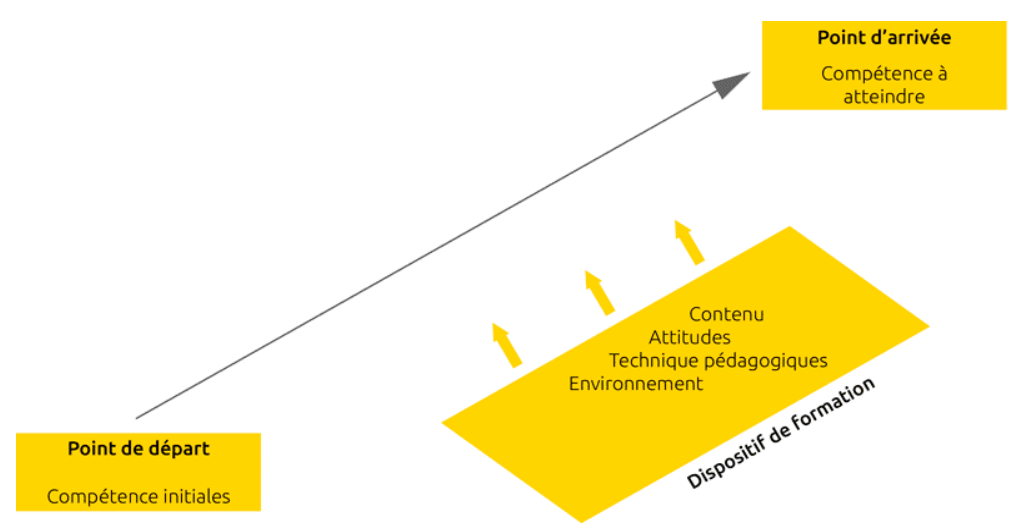 Point d’arrivée
Compétence à
atteindre
Contenu
Attitudes
Technique pédagogiques
Environnement
Dispositif de formation
Point de départ
Compétence initiales